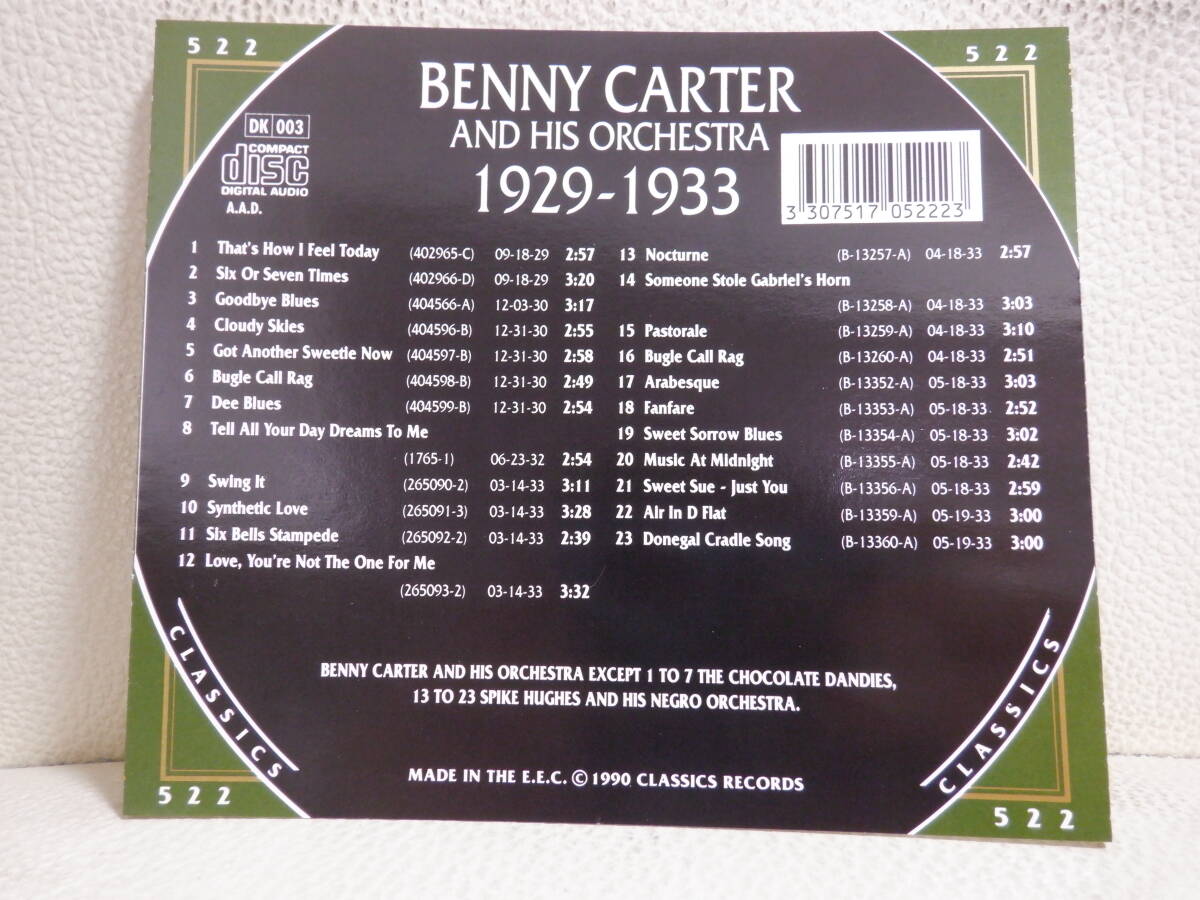 522
522
BENNY CARTER
AND HIS ORCHESTRA
1929-1933
DK 003
COMPACT
disc
DIGITAL AUDIO
A.A.D.
3 307517 052223
1 That's How I Feel Today (402965-C) 09-18-29 2:57
2 Six Or Seven Times (402966-D) 09-18-29 3:20
3 Goodbye Blues (404566-A) 12-03-30 3:17
4 Cloudy Skies (404596-B) 12-31-30 2:55
5 Got Another Sweetie Now (404597-B) 12-31-30 2:58
6 Bugle Call Rag (404598-B) 12-31-30 2:49
7 Dee Blues (404599-B) 12-31-30 2:54
8 Tell All Your Day Dreams To Me
(1765-1) 06-23-32 2:54
9 Swing It (265090-2) 03-14-33 3:11
10 Synthetic Love (265091-3) 03-14-33 3:28
11 Six Bells Stampede (265092-2) 03-14-33 2:39
12 Love, You're Not The One For Me
(265093-2) 03-14-33 3:32
13 Nocturne (B-13257-A) 04-18-33 2:57
14 Someone Stole Gabriel's Horn
(B-13258-A) 04-18-33 3:03
15 Pastorale (B-13259-A) 04-18-33 3:10
16 Bugle Call Rag (B-13260-A) 04-18-33 2:51
17 Arabesque (B-13352-A) 05-18-33 3:03
18 Fanfare (B-13353-A) 05-18-33 2:52
19 Sweet Sorrow Blues (B-13354-A) 05-18-33 3:02
20 Music At Midnight (B-13355-A) 05-18-33 2:42
21 Sweet Sue - Just You (B-13356-A) 05-18-33 2:59
22 Air In D Flat (B-13359-A) 05-19-33 3:00
23 Donegal Cradle Song (B-13360-A) 05-19-33 3:00
BENNY CARTER AND HIS ORCHESTRA EXCEPT 1 TO 7 THE CHOCOLATE DANDIES,
13 TO 23 SPIKE HUGHES AND HIS NEGRO ORCHESTRA.
MADE IN THE E.E.C. © 1990 CLASSICS RECORDS
CLASSICS
CLASSICS
522
522